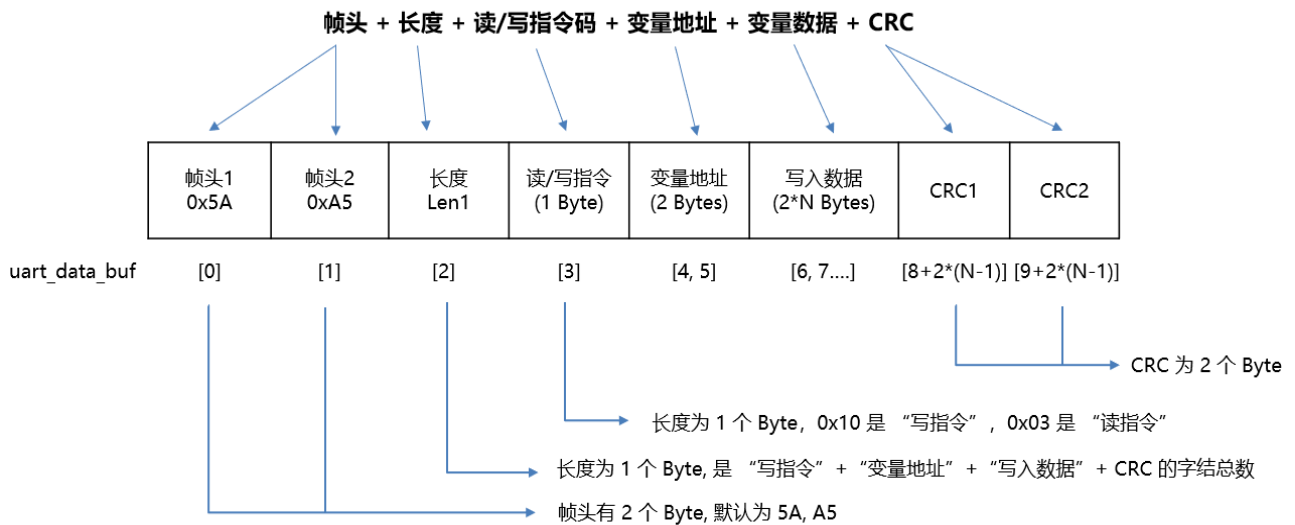 帧头 + 长度 + 读/写指令码 + 变量地址 + 变量数据 + CRC
帧头1
0x5A
帧头2
0xA5
长度
Len1
读/写指令
(1 Byte)
变量地址
(2 Bytes)
写入数据
(2*N Bytes)
CRC1
CRC2
uart_data_buf
[0]
[1]
[2]
[3]
[4, 5]
[6, 7....]
[8+2*(N-1)]
[9+2*(N-1)]
CRC 为 2 个 Byte
长度为 1 个 Byte，0x10 是 “写指令” , 0x03 是 “读指令”
长度为 1 个 Byte, 是 “写指令” + “变量地址” + “写入数据” + CRC 的字结总数
帧头有 2 个 Byte, 默认为 5A, A5